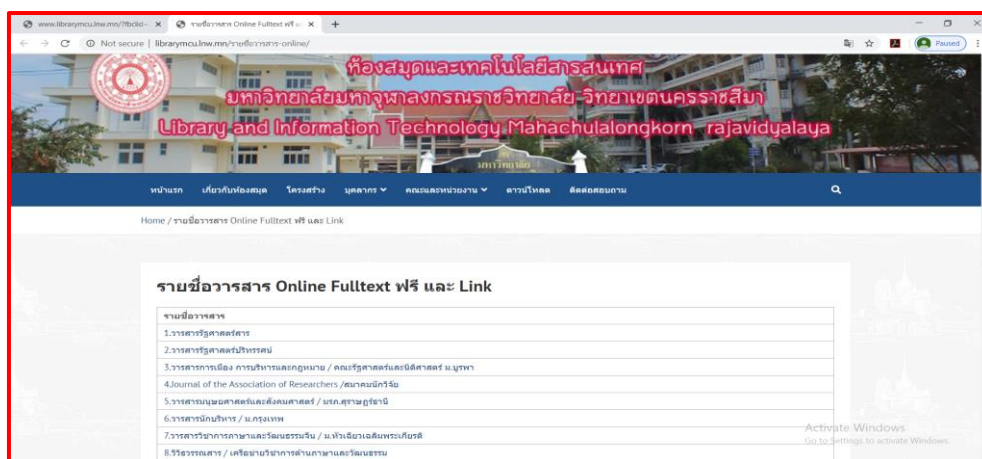 www.librarymcu.lnw.mn/?fbclid-
รายชื่อวารสาร Online Fulltext ฟรี และ
Not secure | librarymcu.lnw.mn/รายชื่อวารสาร-online/
Paused
ห้องสมุดและเทคโนโลยีสารสนเทศ
มหาวิทยาลัยมหาจุฬาลงกรณราชวิทยาลัย วิทยาเขตนครราชสีมา
Library and Information Technology Mahachulalongkorn rajavidyalaya
มหาวิทยาลัย
หน้าแรก เกี่ยวกับห้องสมุด โครงสร้าง บุคลากร คณะและหน่วยงาน ดาวน์โหลด ติดต่อสอบถาม
Home / รายชื่อวารสาร Online Fulltext ฟรี และ Link
รายชื่อวารสาร Online Fulltext ฟรี และ Link
รายชื่อวารสาร
1.วารสารรัฐศาสตร์สาร
2.วารสารรัฐศาสตร์ปริทรรศน์
3.วารสารการเมือง การบริหารและกฎหมาย / คณะรัฐศาสตร์และนิติศาสตร์ ม.บูรพา
4.Journal of the Association of Researchers /สมาคมนักวิจัย
5.วารสารมนุษยศาสตร์และสังคมศาสตร์ / มรภ.สุราษฎร์ธานี
6.วารสารนักบริหาร / ม.กรุงเทพ
7.วารสารวิชาการภาษาและวัฒนธรรมจีน / ม.หัวเฉียวเฉลิมพระเกียรติ
8.วิวิธวรรณสาร / เครือข่ายวิชาการด้านภาษาและวัฒนธรรม
Activate Windows
Go to Settings to activate Windows.